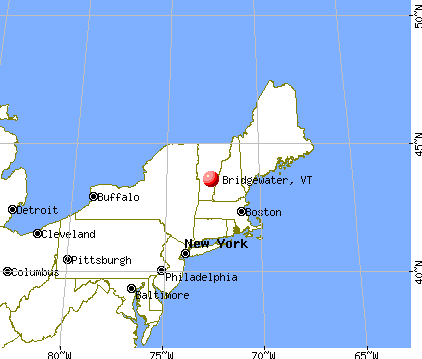 50°N
45°N
Bridgewater, VT
Buffalo
Detroit
Boston
Cleveland
New York
Pittsburgh
Columbus
Philadelphia
40°N
Baltimore
80°W
75°W
70°W
65°W